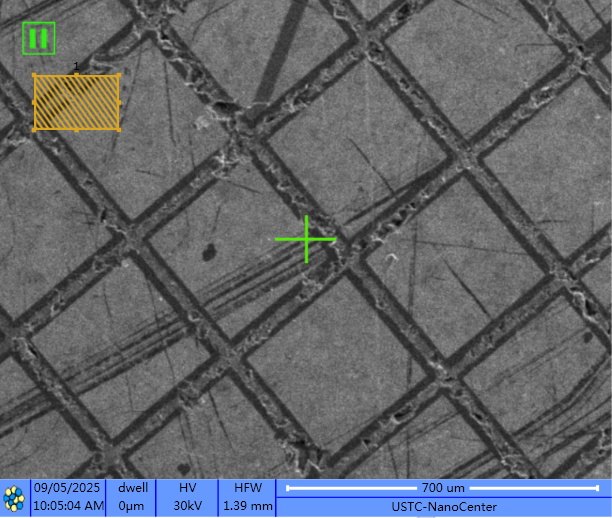 1
09/05/2025 dwell HV HFW 700 um
10:05:04 AM 0μm 30kV 1.39 mm USTC-NanoCenter